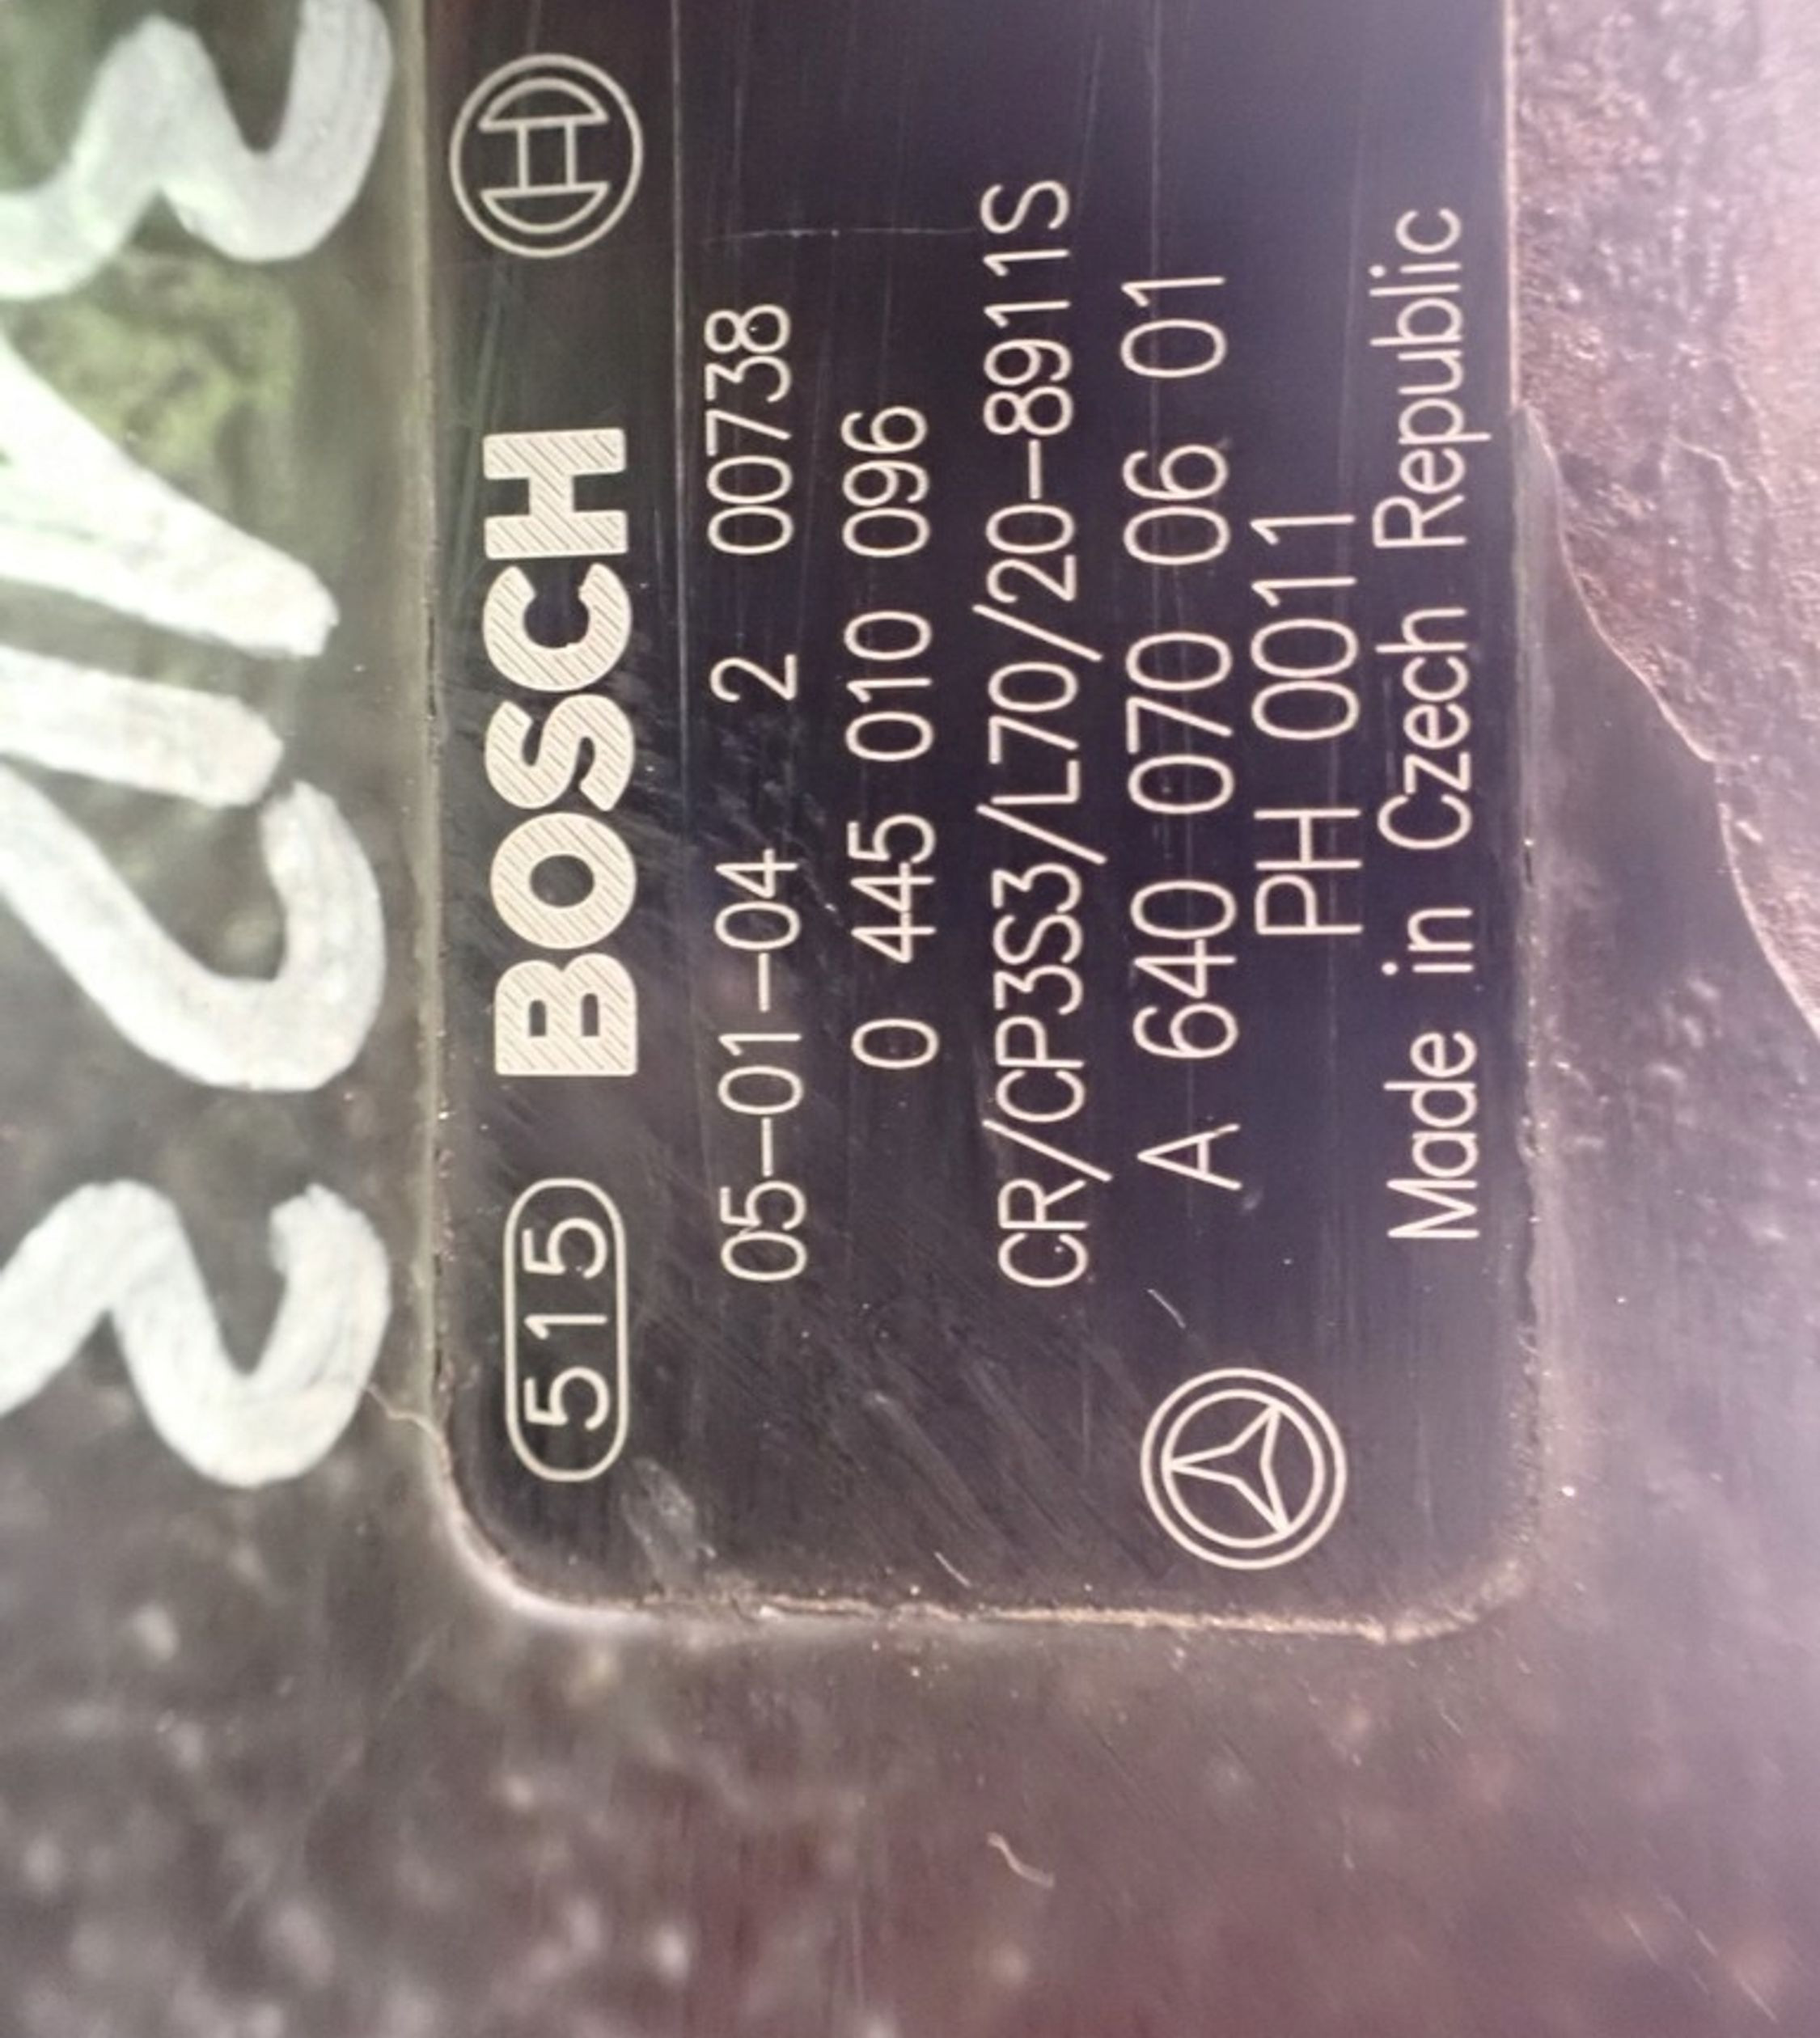 515 BOSCH
05-01-04 2 00738
0 445 010 096
CR/CP3S3/L70/20-8911S
A 640 070 06 01
PH 0011
Made in Czech Republic